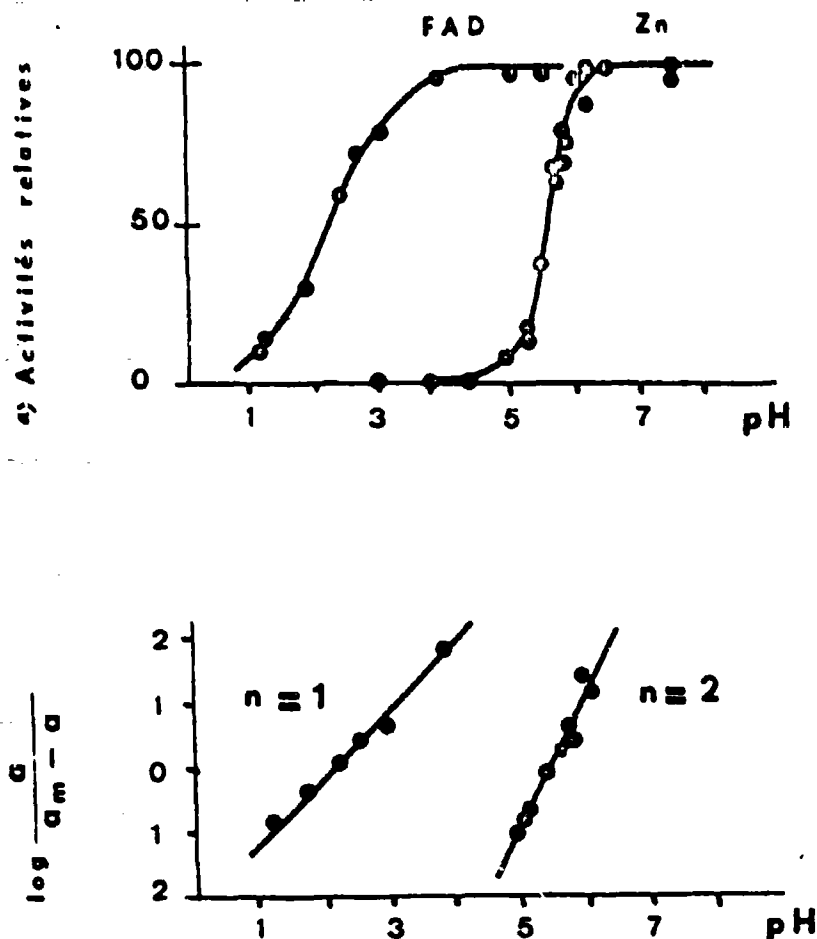 FAD Zn
a) Activités relatives
100
50
0
1 3 5 7 pH
n = 1
n = 2
log a / a m – a
2
1
0
1
2
1 3 5 7 pH